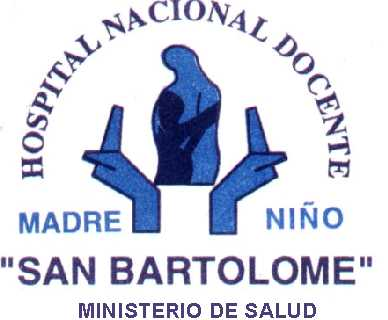 HOSPITAL NACIONAL DOCENTE
MADRE NIÑO
"SAN BARTOLOME"
MINISTERIO DE SALUD